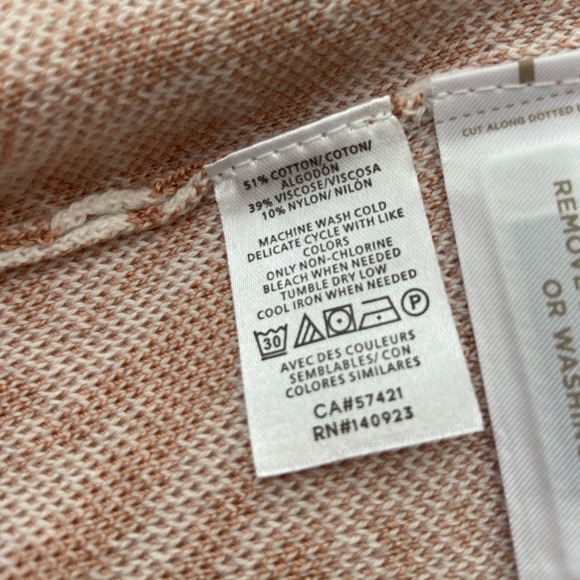 51% COTTON/ COTON/
ALGODÓN
39% VISCOSE/VISCOSA
10% NYLON/ NILÓN
MACHINE WASH COLD
DELICATE CYCLE WITH LIKE
COLORS
ONLY NON-CHLORINE
BLEACH WHEN NEEDED
TUMBLE DRY LOW
COOL IRON WHEN NEEDED
30 P
AVEC DES COULEURS
SEMBLABLES/ CON
COLORES SIMILARES
CA#57421
RN#140923
CUT ALONG DOTTED
REMOVE
OR WASHI